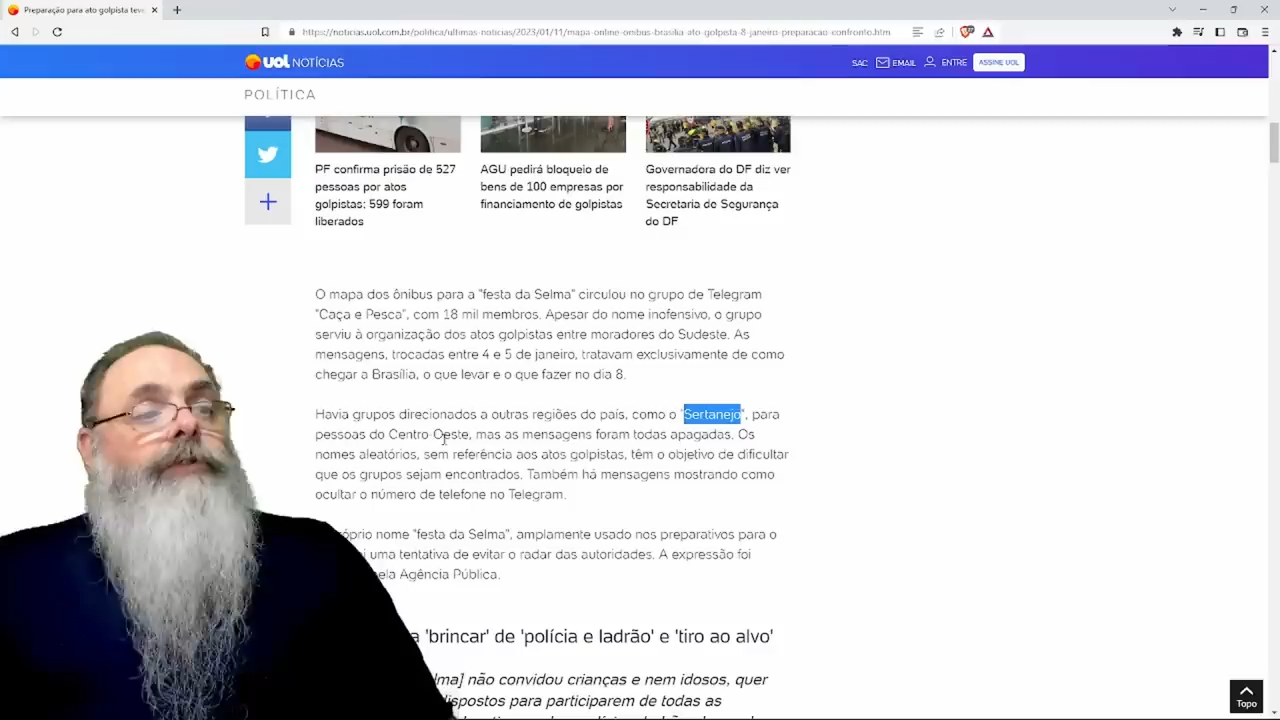 Preparação para ato golpista teve
https://noticias.uol.com.br/politica/ultimas-noticias/2023/01/11/mapa-online-onibus-brasilia-ato-golpista-8-janeiro-preparacao-confronto.htm
UOL NOTÍCIAS
SAC EMAIL ENTRE ASSINE UOL
POLÍTICA
PF confirma prisão de 527
pessoas por atos
golpistas; 599 foram
liberados
AGU pedirá bloqueio de
bens de 100 empresas por
financiamento de golpistas
Governadora do DF diz ver
responsabilidade da
Secretaria de Segurança
do DF
O mapa dos ônibus para a "festa da Selma" circulou no grupo de Telegram
"Caça e Pesca", com 18 mil membros. Apesar do nome inofensivo, o grupo
serviu à organização dos atos golpistas entre moradores do Sudeste. As
mensagens, trocadas entre 4 e 5 de janeiro, tratavam exclusivamente de como
chegar a Brasília, o que levar e o que fazer no dia 8.
Havia grupos direcionados a outras regiões do país, como o "Sertanejo", para
pessoas do Centro-Oeste, mas as mensagens foram todas apagadas. Os
nomes aleatórios, sem referência aos atos golpistas, têm o objetivo de dificultar
que os grupos sejam encontrados. Também há mensagens mostrando como
ocultar o número de telefone no Telegram.
óprio nome "festa da Selma", amplamente usado nos preparativos para o
uma tentativa de evitar o radar das autoridades. A expressão foi
ela Agência Pública.
a 'brincar' de 'polícia e ladrão' e 'tiro ao alvo'
lma] não convidou crianças e nem idosos, quer
dispostos para participarem de todas as
Topo